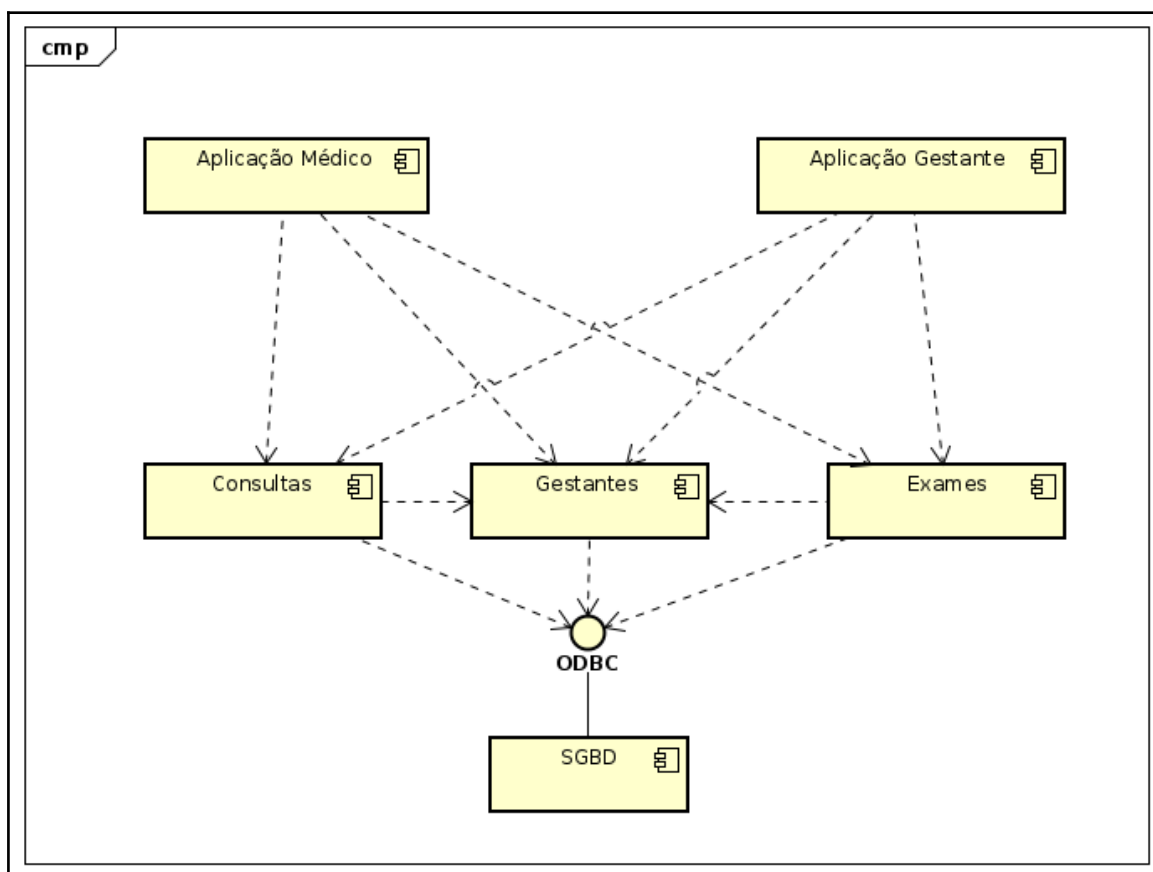 cmp
Aplicação Médico
Aplicação Gestante
Consultas
Gestantes
Exames
ODBC
SGBD